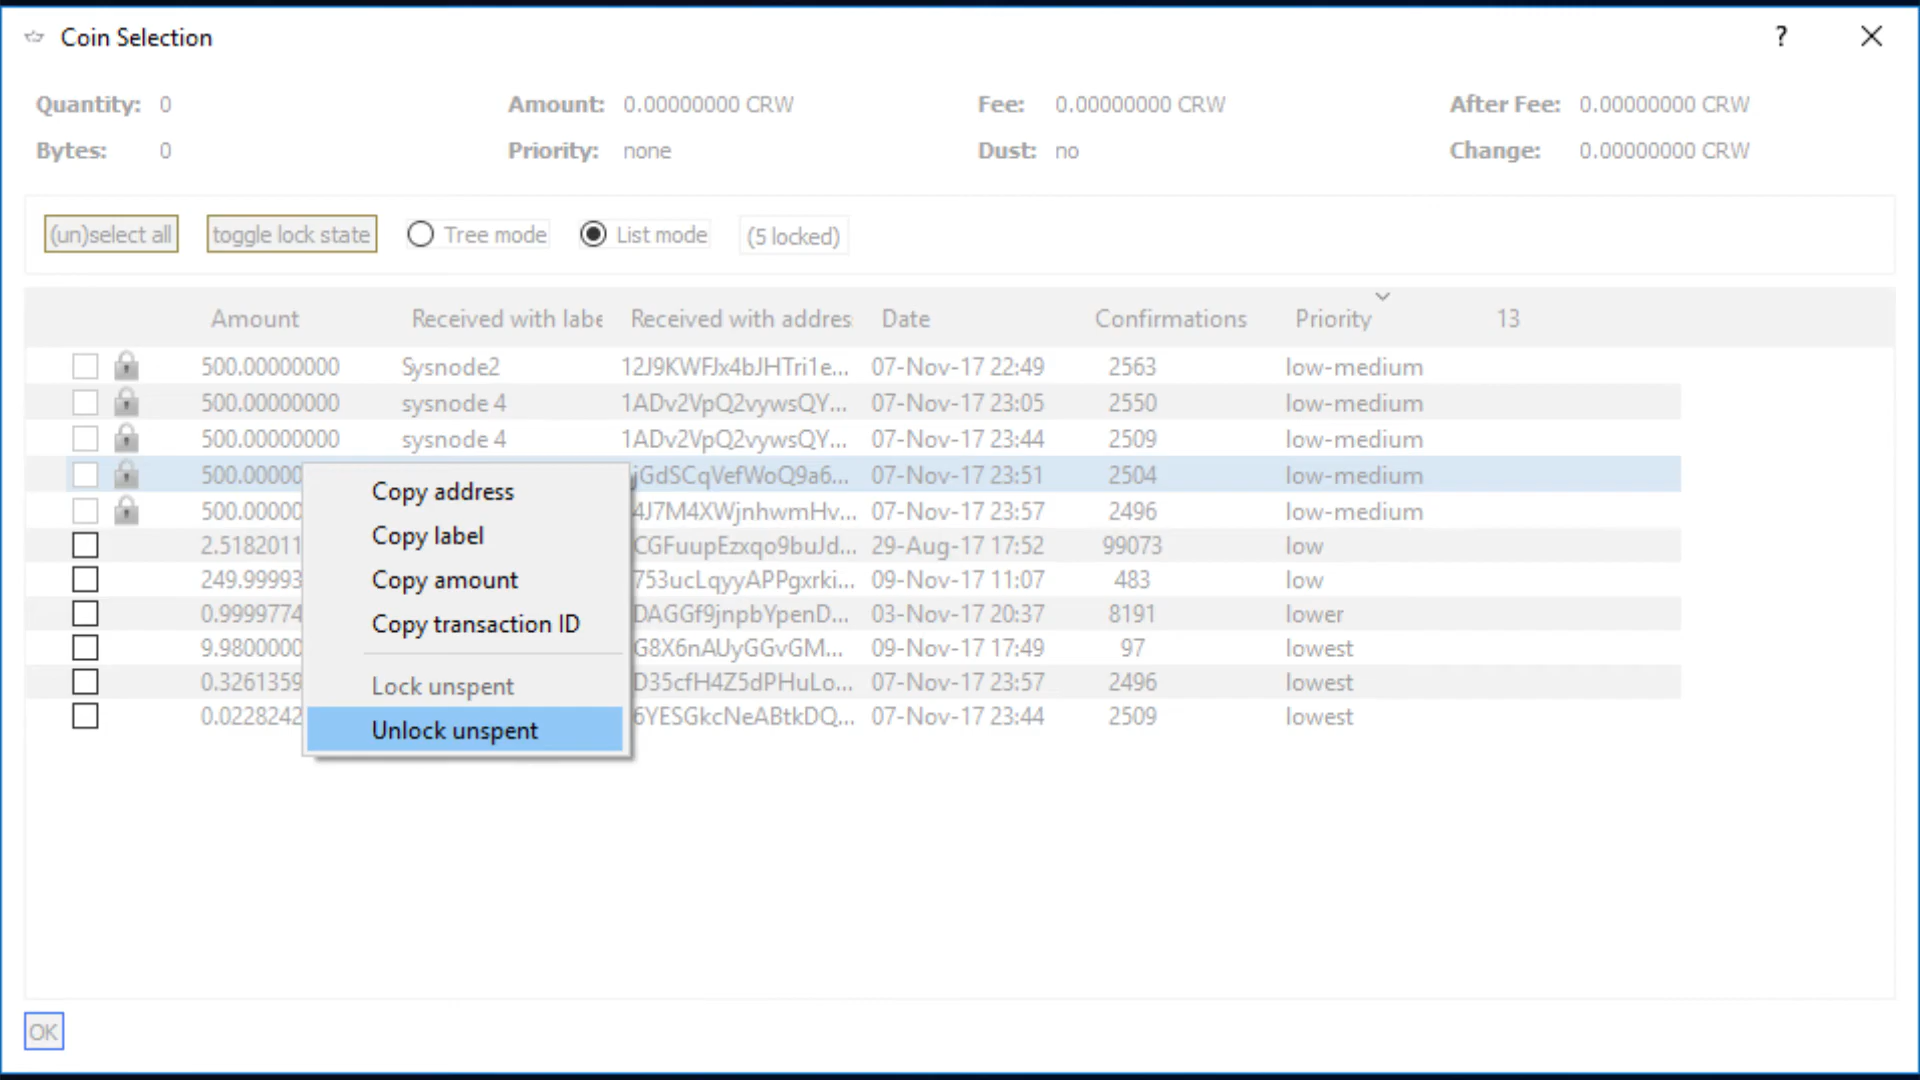 Coin Selection ?
Quantity: 0 Amount: 0.00000000 CRW Fee: 0.00000000 CRW After Fee: 0.00000000 CRW
Bytes: 0 Priority: none Dust: no Change: 0.00000000 CRW
(un)select all toggle lock state Tree mode List mode (5 locked)
Amount Received with labe Received with addres Date Confirmations Priority 13
500.00000000 Sysnode2 12J9KWFJx4bJHTri1e... 07-Nov-17 22:49 2563 low-medium
500.00000000 sysnode 4 1ADv2VpQ2vywsQY... 07-Nov-17 23:05 2550 low-medium
500.00000000 sysnode 4 1ADv2VpQ2vywsQY... 07-Nov-17 23:44 2509 low-medium
500.00000 jGdSCqVefWoQ9a6... 07-Nov-17 23:51 2504 low-medium
500.00000 4J7M4XWjnhwmHv... 07-Nov-17 23:57 2496 low-medium
2.5182011 CGFuupEzxqo9buJd... 29-Aug-17 17:52 99073 low
249.99993 753ucLqyyAPPgxrki... 09-Nov-17 11:07 483 low
0.9999774 DAGGf9jnpbYpenD... 03-Nov-17 20:37 8191 lower
9.9800000 G8X6nAUyGGvGM... 09-Nov-17 17:49 97 lowest
0.3261359 D35cfH4Z5dPHuLo... 07-Nov-17 23:57 2496 lowest
0.0228242 6YESGkcNeABtkDQ... 07-Nov-17 23:44 2509 lowest
Copy address
Copy label
Copy amount
Copy transaction ID
Lock unspent
Unlock unspent
OK